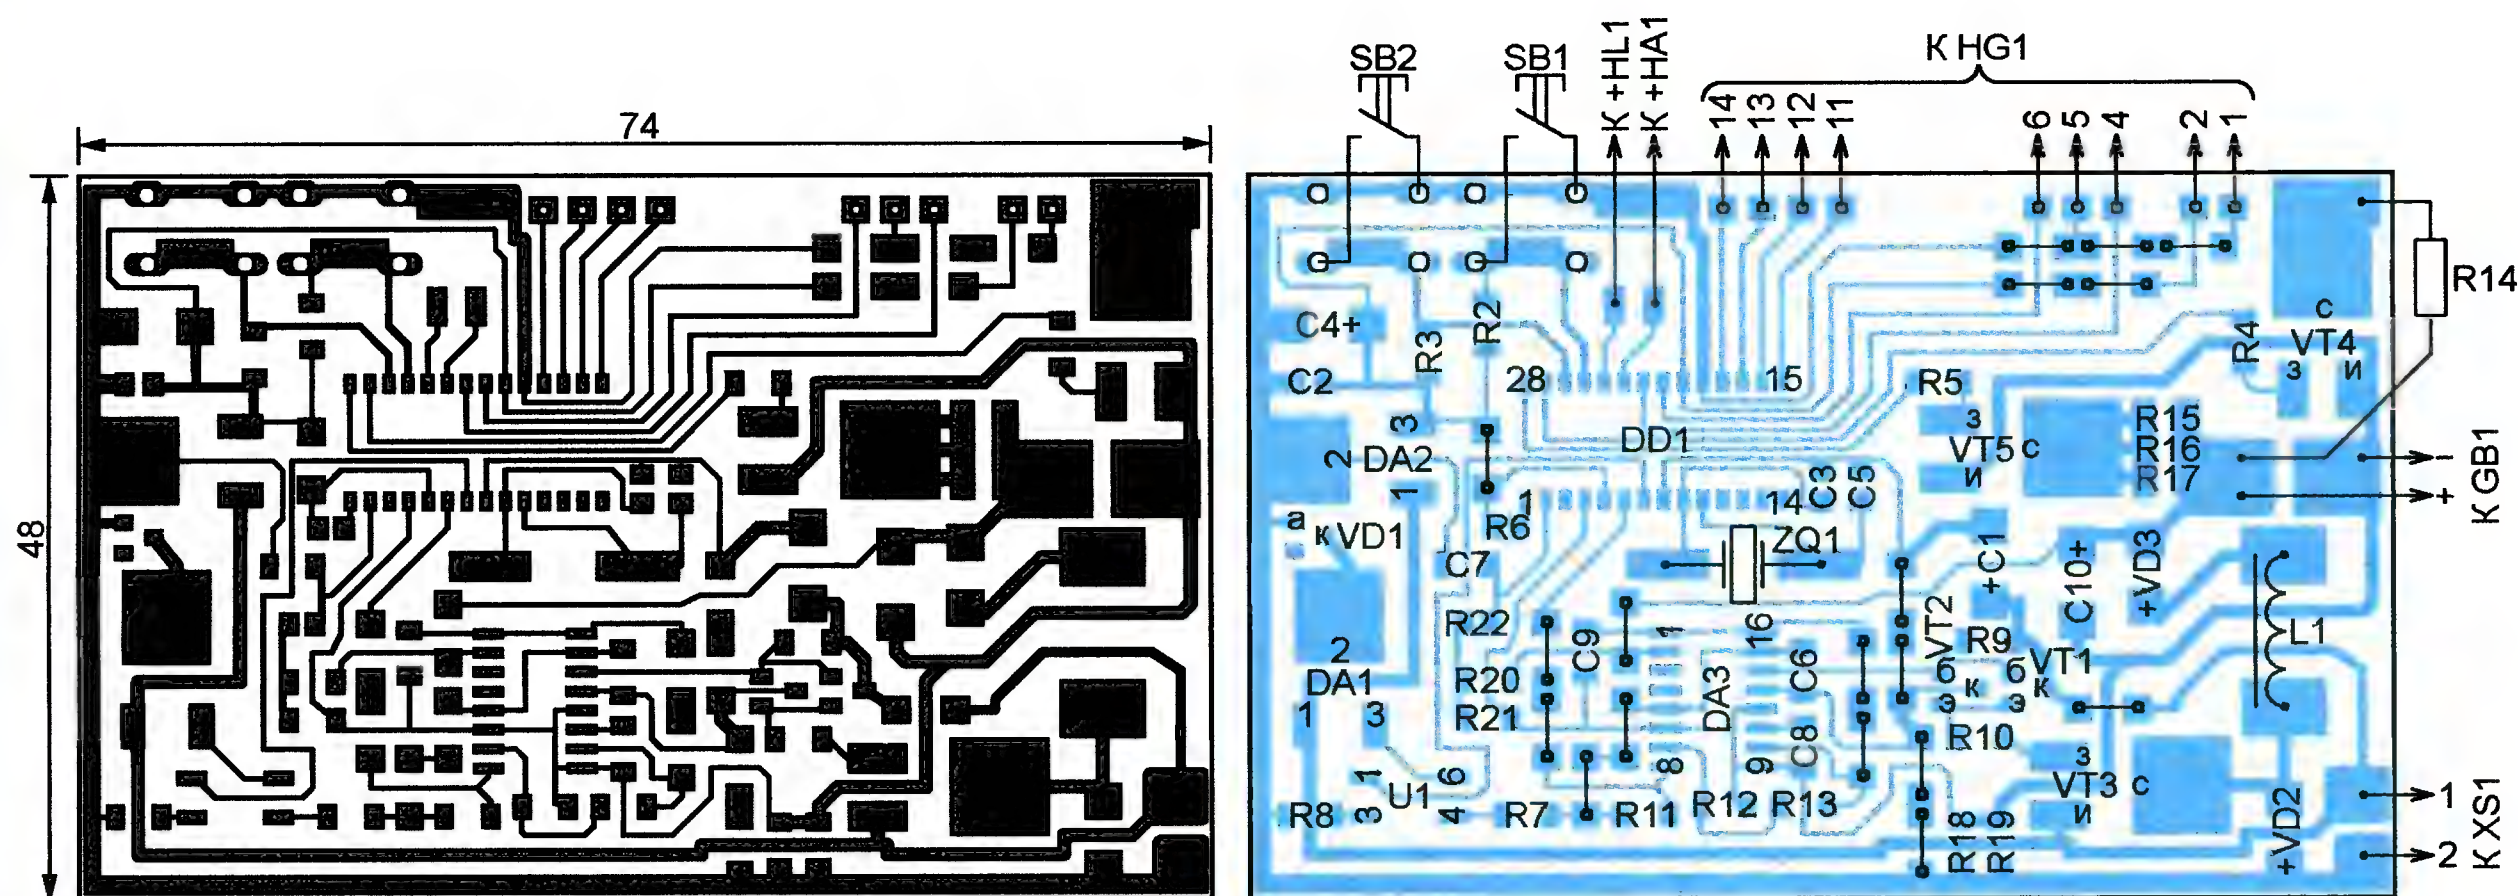 74
48
SB2
SB1
К +HL1
К +HA1
К HG1
14
13
12
11
6
5
4
2
1
R14
C4+
R3
R2
R4
с
VT4
з и
C2
28
15
R5
3
2 DA2
1
DD1
з
VT5 с
и
R15
R16
R17
–
+
К GB1
а
к VD1
R6
1
14
C3
C5
C7
ZQ1
+C1
C10+
+VD3
R22
C9
1
16
VT2
R9
L1
2
DA1
1 3
R20
R21
DA3
C6
б
к
э
б
VT1
к
э
C8
R10
8
9
з
VT3 с
и
1
6
U1
3
4
R8
R7
R11
R12
R13
R18
R19
+VD2
1
2
К XS1